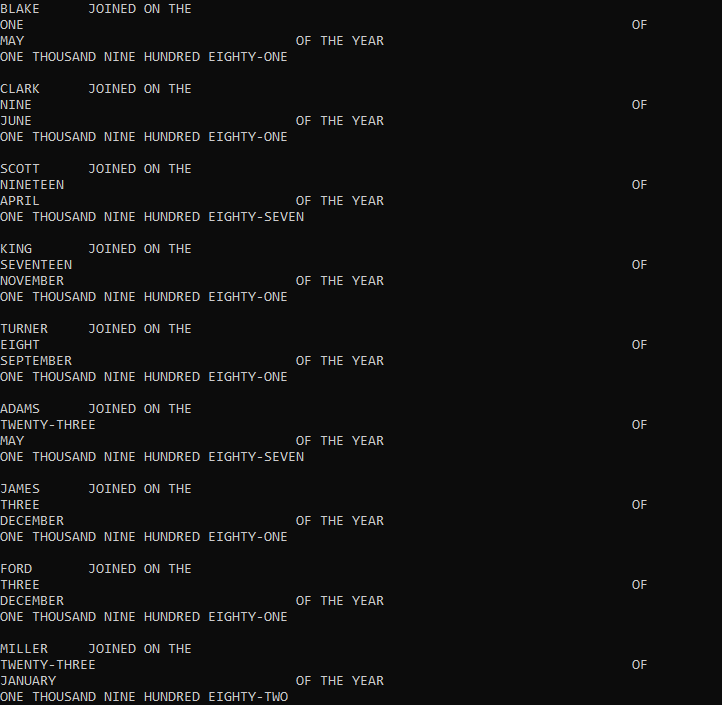 BLAKE JOINED ON THE
ONE OF
MAY OF THE YEAR
ONE THOUSAND NINE HUNDRED EIGHTY-ONE
CLARK JOINED ON THE
NINE OF
JUNE OF THE YEAR
ONE THOUSAND NINE HUNDRED EIGHTY-ONE
SCOTT JOINED ON THE
NINETEEN OF
APRIL OF THE YEAR
ONE THOUSAND NINE HUNDRED EIGHTY-SEVEN
KING JOINED ON THE
SEVENTEEN OF
NOVEMBER OF THE YEAR
ONE THOUSAND NINE HUNDRED EIGHTY-ONE
TURNER JOINED ON THE
EIGHT OF
SEPTEMBER OF THE YEAR
ONE THOUSAND NINE HUNDRED EIGHTY-ONE
ADAMS JOINED ON THE
TWENTY-THREE OF
MAY OF THE YEAR
ONE THOUSAND NINE HUNDRED EIGHTY-SEVEN
JAMES JOINED ON THE
THREE OF
DECEMBER OF THE YEAR
ONE THOUSAND NINE HUNDRED EIGHTY-ONE
FORD JOINED ON THE
THREE OF
DECEMBER OF THE YEAR
ONE THOUSAND NINE HUNDRED EIGHTY-ONE
MILLER JOINED ON THE
TWENTY-THREE OF
JANUARY OF THE YEAR
ONE THOUSAND NINE HUNDRED EIGHTY-TWO